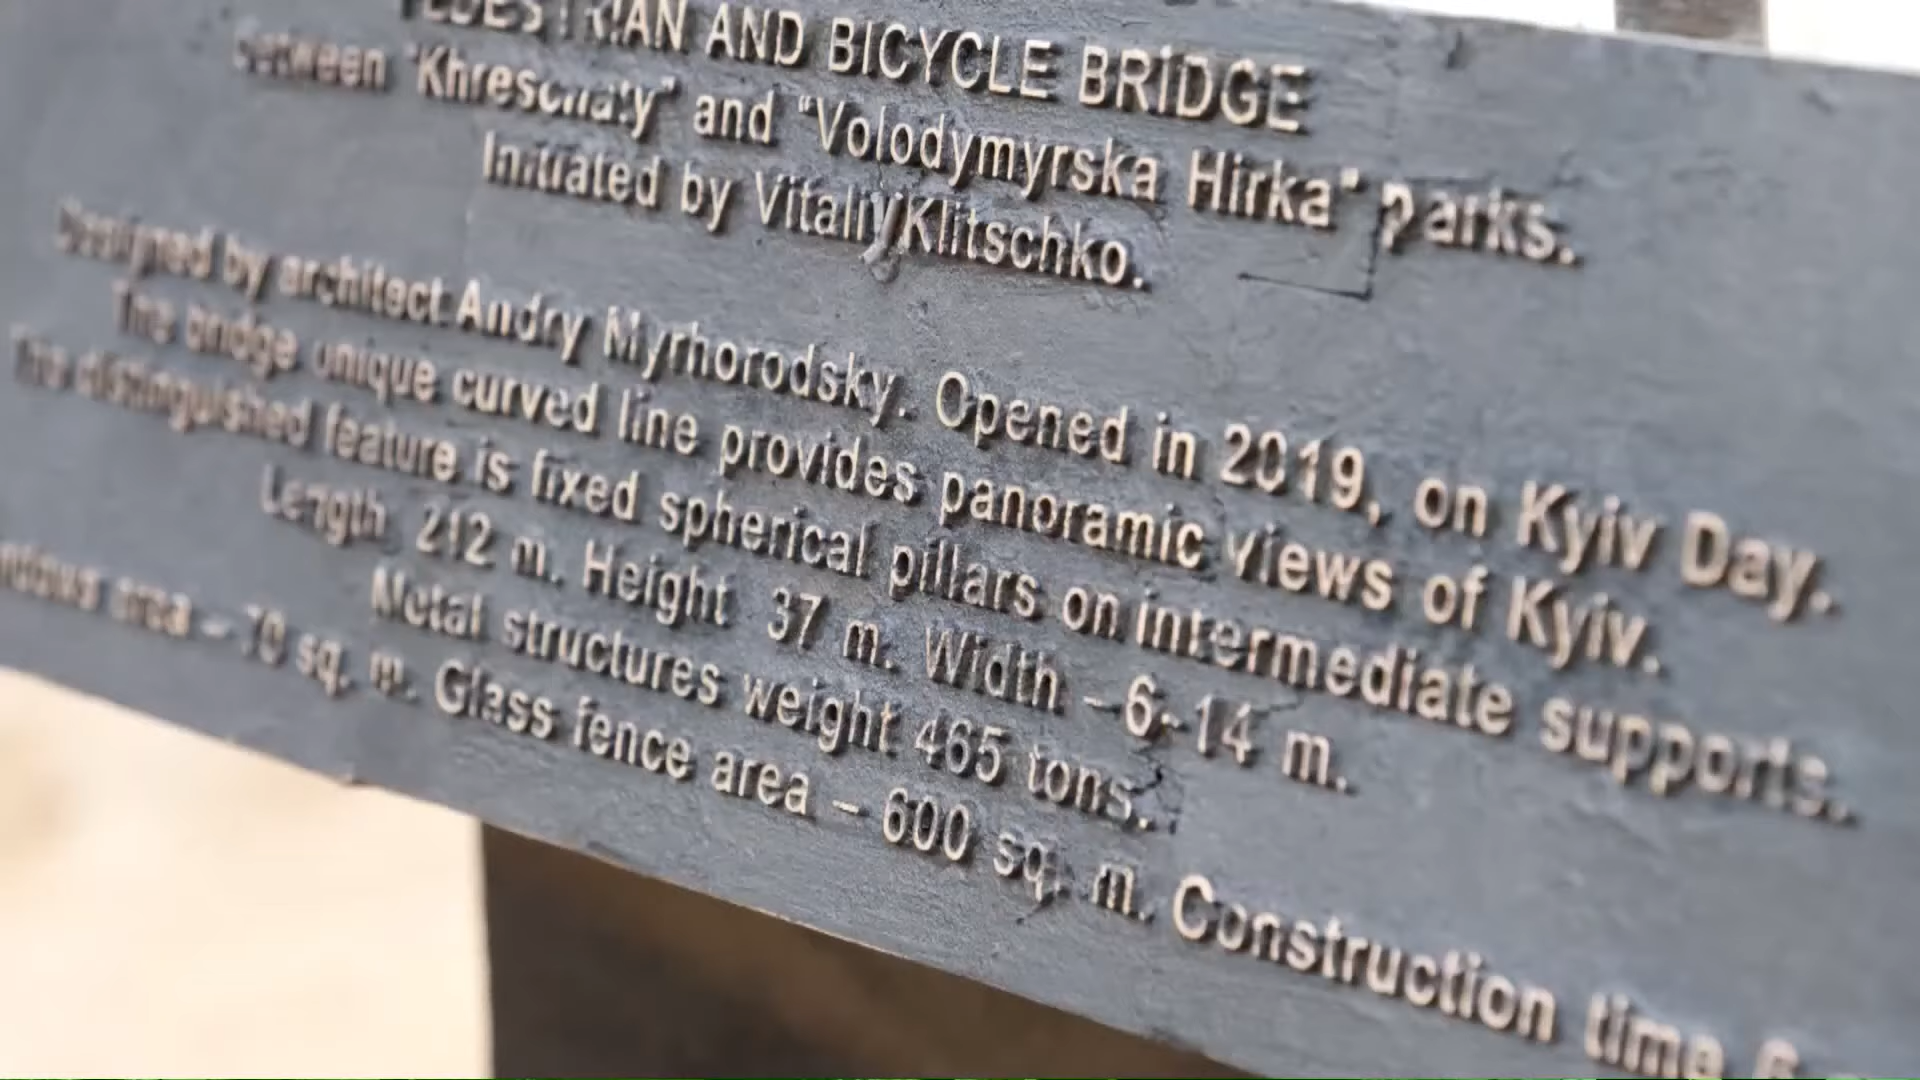 PEDESTRIAN AND BICYCLE BRIDGE
between "Khreschaty" and "Volodymyrska Hirka" parks.
Initiated by Vitaliy Klitschko.
Designed by architect Andry Myrhorodsky. Opened in 2019, on Kyiv Day.
The bridge unique curved line provides panoramic views of Kyiv.
The distinguished feature is fixed spherical pillars on intermediate supports.
Length 212 m. Height 37 m. Width – 6-14 m.
Metal structures weight 465 tons.
area – 70 sq. m. Glass fence area – 600 sq. m. Construction time